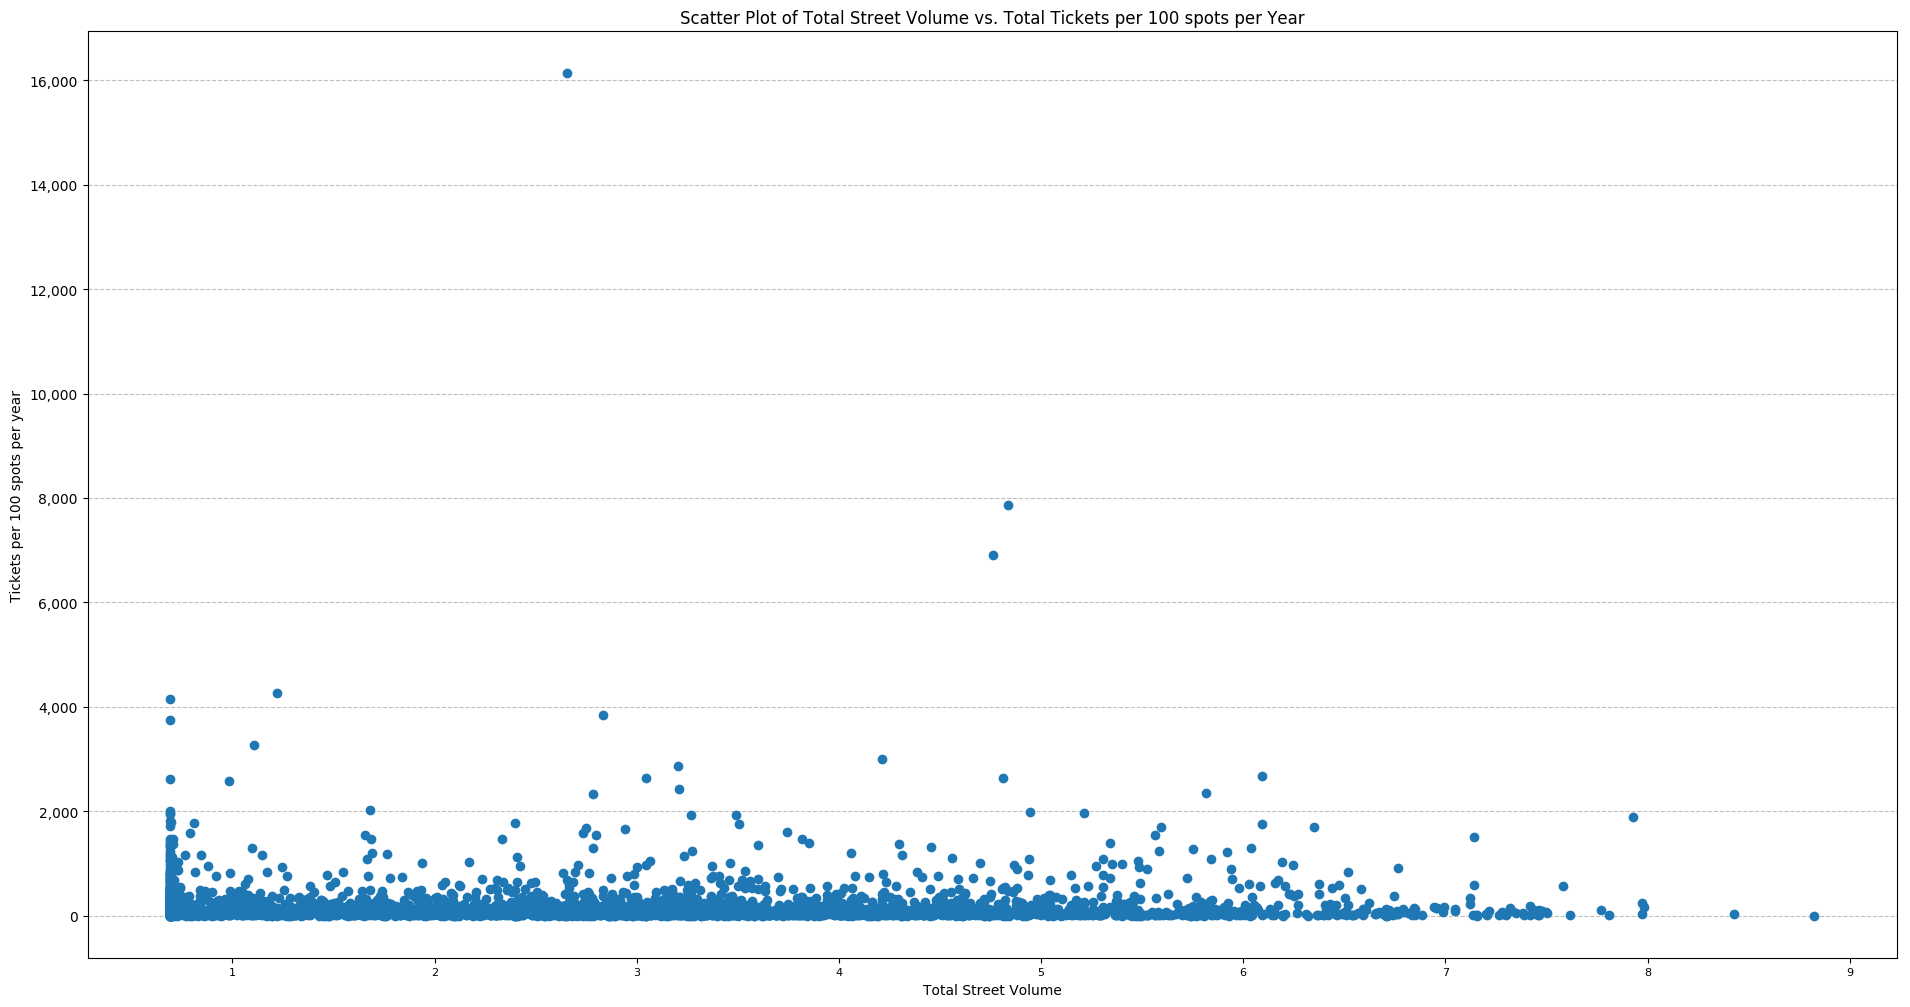 Scatter Plot of Total Street Volume vs. Total Tickets per 100 spots per Year
Tickets per 100 spots per year
16,000
14,000
12,000
10,000
8,000
6,000
4,000
2,000
0
1 2 3 4 5 6 7 8 9
Total Street Volume